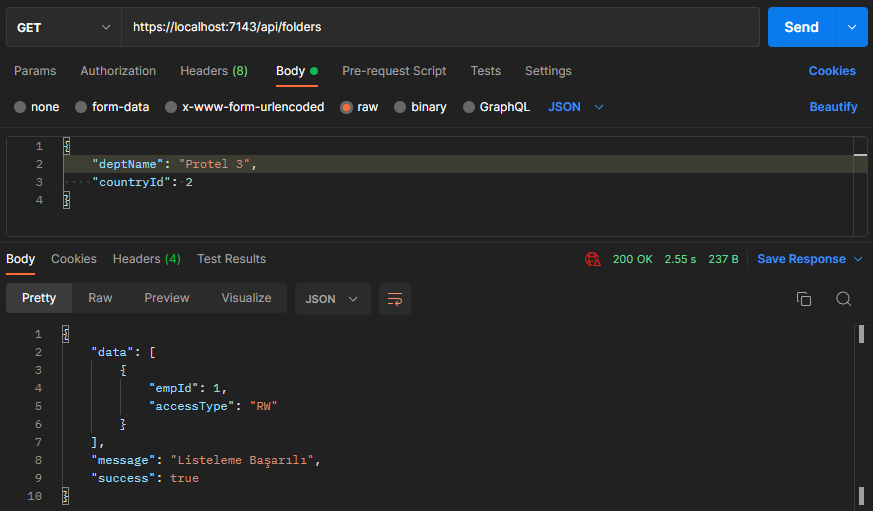 GET https://localhost:7143/api/folders Send
Params Authorization Headers (8) Body Pre-request Script Tests Settings Cookies
none form-data x-www-form-urlencoded raw binary GraphQL JSON Beautify
1 {
2 "deptName": "Protel 3",
3 "countryId": 2
4 }
Body Cookies Headers (4) Test Results 200 OK 2.55 s 237 B Save Response
Pretty Raw Preview Visualize JSON
1 {
2 "data": [
3 {
4 "empId": 1,
5 "accessType": "RW"
6 }
7 ],
8 "message": "Listeleme Başarılı",
9 "success": true
10 }